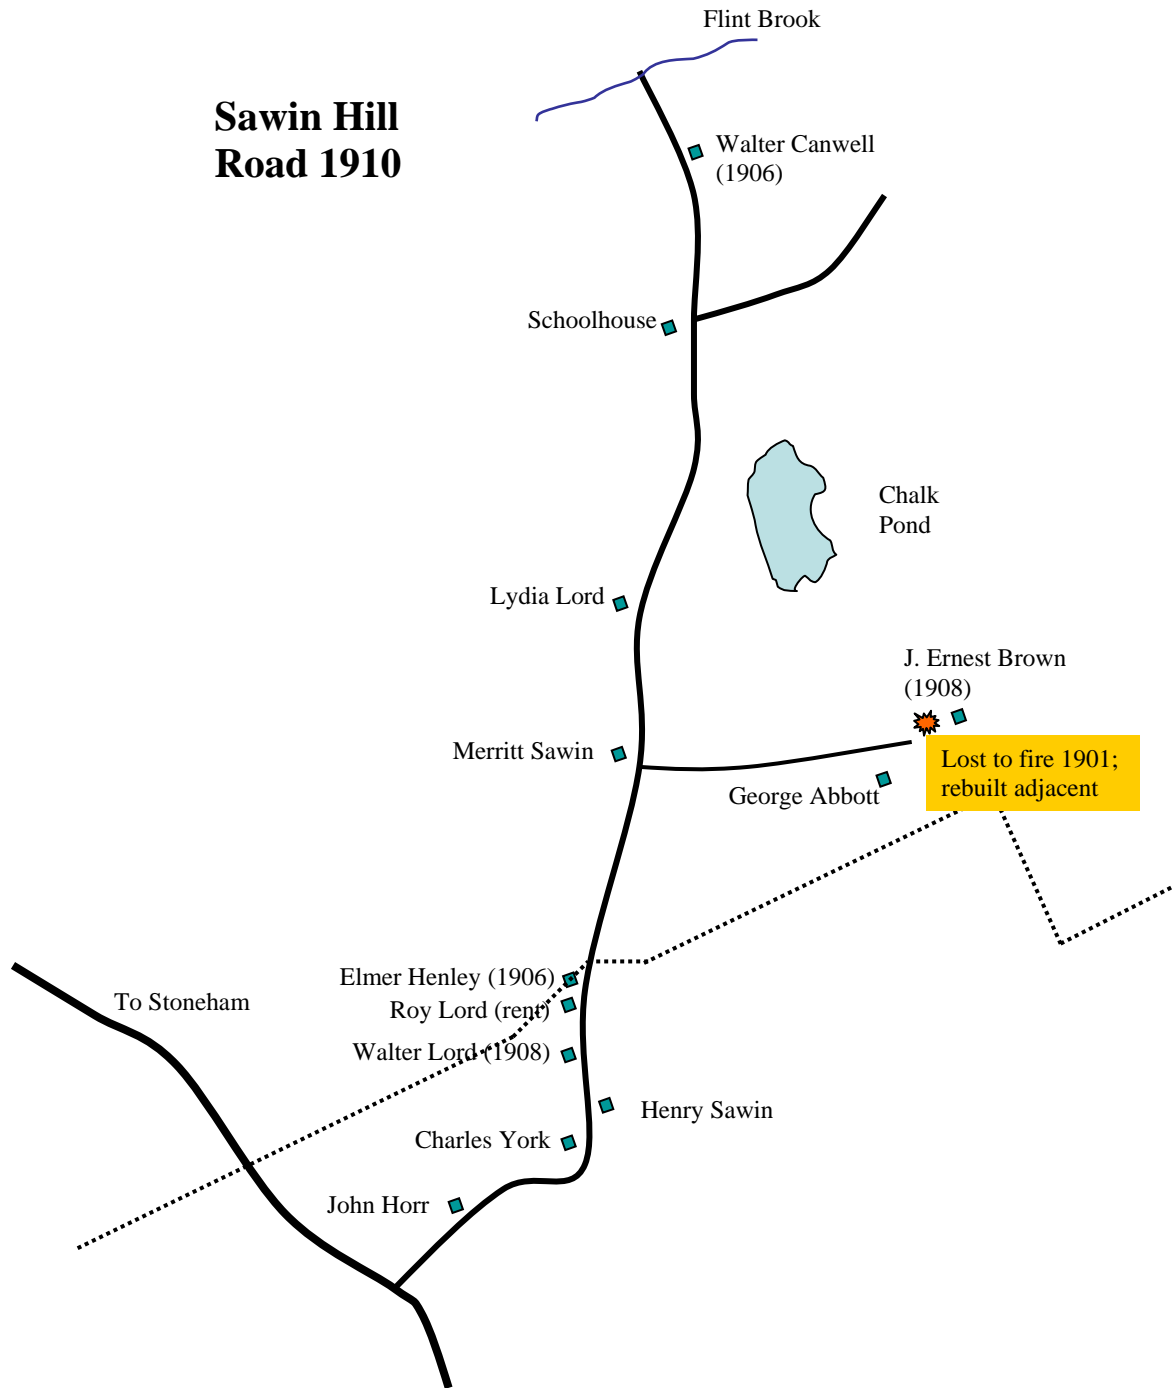 Flint Brook
Sawin Hill
Road 1910
Walter Canwell
(1906)
Schoolhouse
Chalk
Pond
Lydia Lord
J. Ernest Brown
(1908)
Merritt Sawin
Lost to fire 1901;
rebuilt adjacent
George Abbott
Elmer Henley (1906)
To Stoneham
Roy Lord (rent)
Walter Lord (1908)
Henry Sawin
Charles York
John Horr